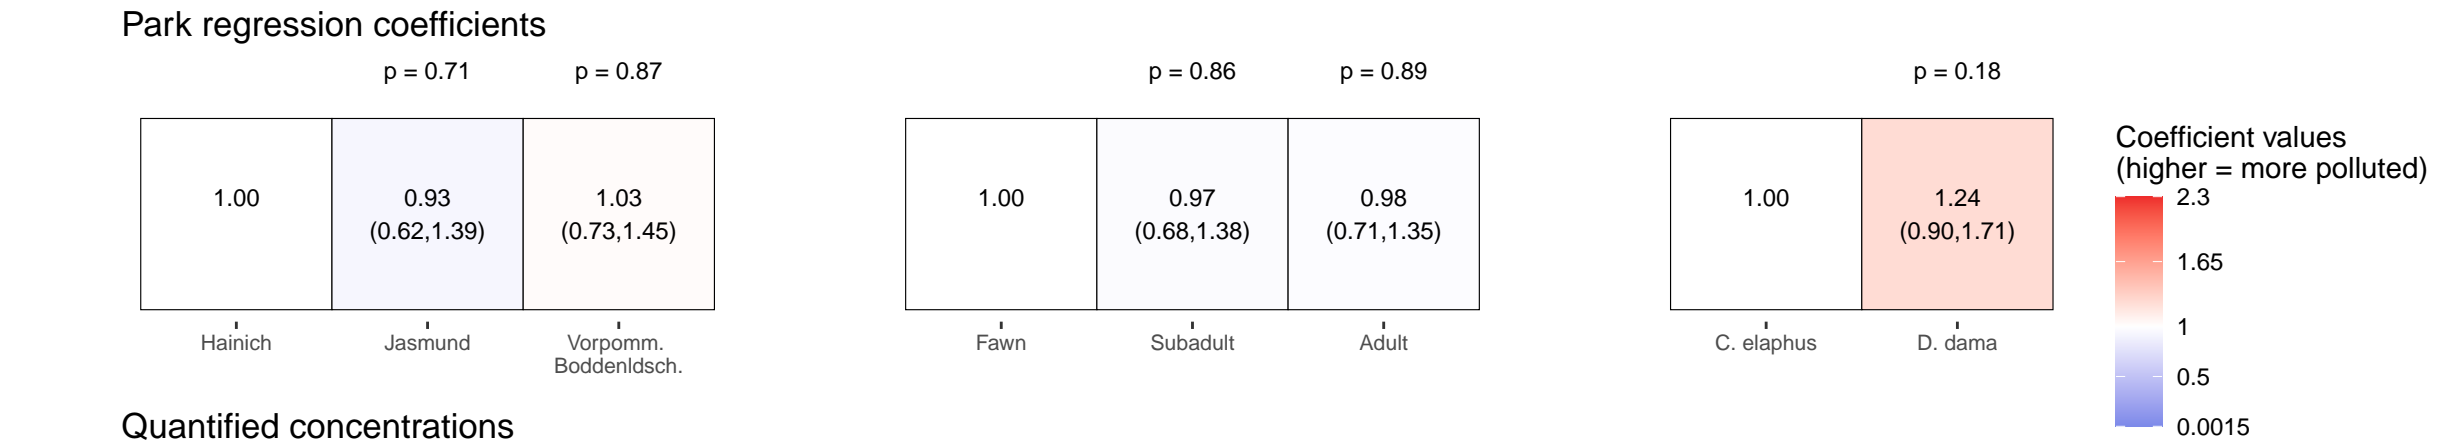 Park regression coefficients
p = 0.71
p = 0.87
p = 0.86
p = 0.89
p = 0.18
1.00
0.93
(0.62,1.39)
1.03
(0.73,1.45)
1.00
0.97
(0.68,1.38)
0.98
(0.71,1.35)
1.00
1.24
(0.90,1.71)
Hainich
Jasmund
Vorpomm.
Boddenldsch.
Fawn
Subadult
Adult
C. elaphus
D. dama
Coefficient values
(higher = more polluted)
2.3
1.65
1
0.5
0.0015
Quantified concentrations